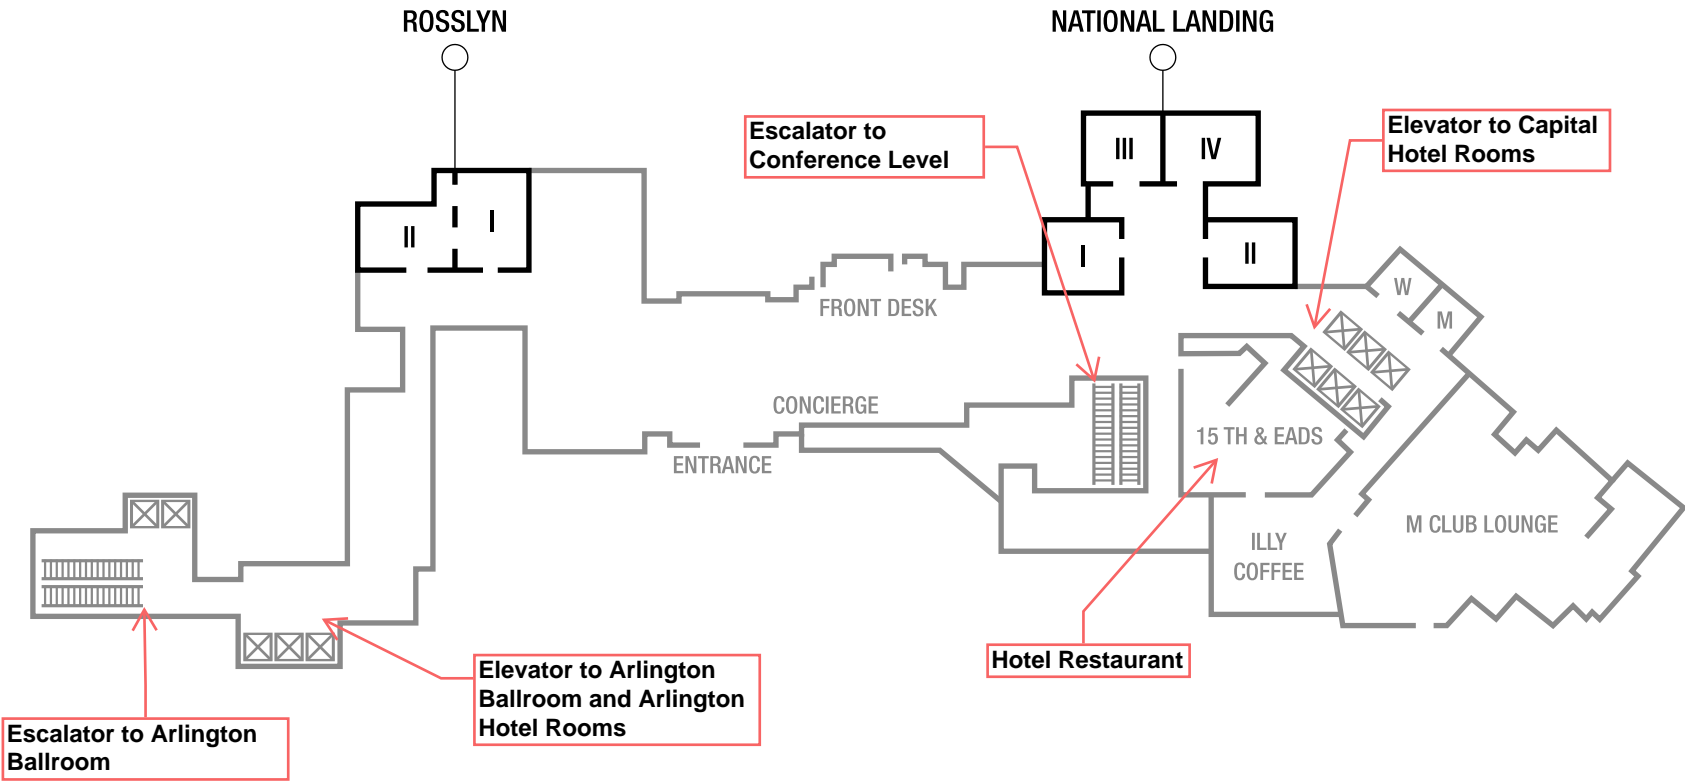 ROSSLYN
NATIONAL LANDING
Escalator to
Conference Level
Elevator to Capital
Hotel Rooms
III
IV
II
I
I
II
W
M
FRONT DESK
CONCIERGE
ENTRANCE
15 TH & EADS
M CLUB LOUNGE
ILLY
COFFEE
Hotel Restaurant
Elevator to Arlington
Ballroom and Arlington
Hotel Rooms
Escalator to Arlington
Ballroom